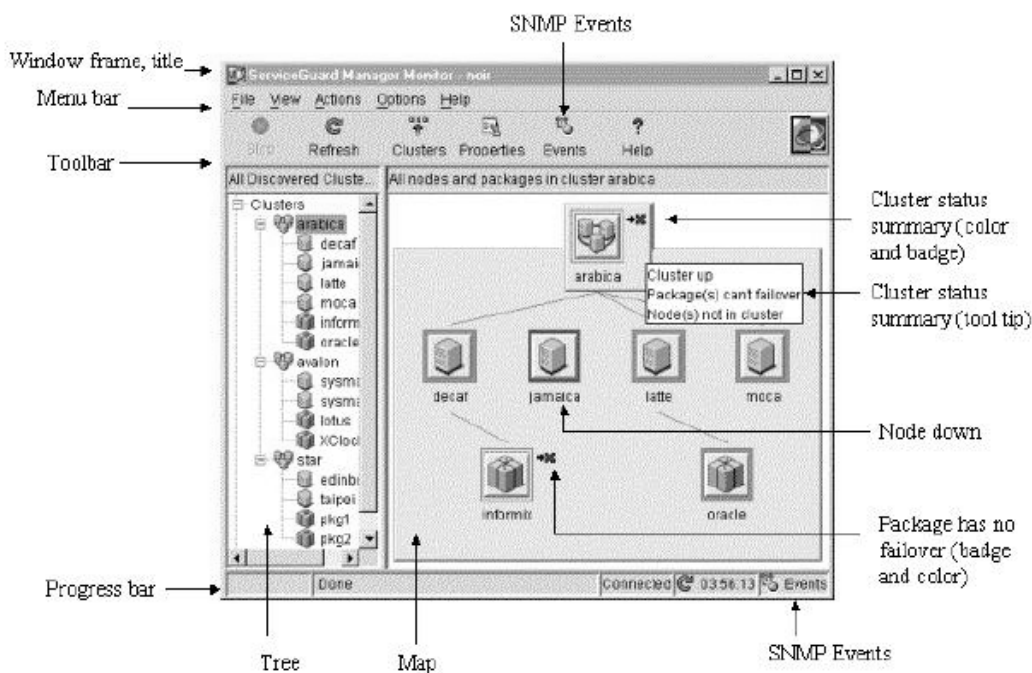 SNMP Events
Window frame, title
ServiceGuard Manager Monitor - noir
Menu bar
File View Actions Options Help
Toolbar
Stop Refresh Clusters Properties Events Help
All Discovered Cluste..
All nodes and packages in cluster arabica
Clusters
arabica
decaf
jamai
latte
moca
inform
oracle
avalon
sysma
sysma
lotus
XClock
star
edinbu
taipei
pkg1
pkg2
arabica
Cluster up
Package(s) cant failover
Node(s) not in cluster
decaf
jamaica
latte
moca
informix
oracle
Cluster status
summary (color
and badge)
Cluster status
summary (tool tip)
Node down
Package has no
failover (badge
and color)
Progress bar
Done
Connected
03:56:13
Events
Tree
Map
SNMP Events